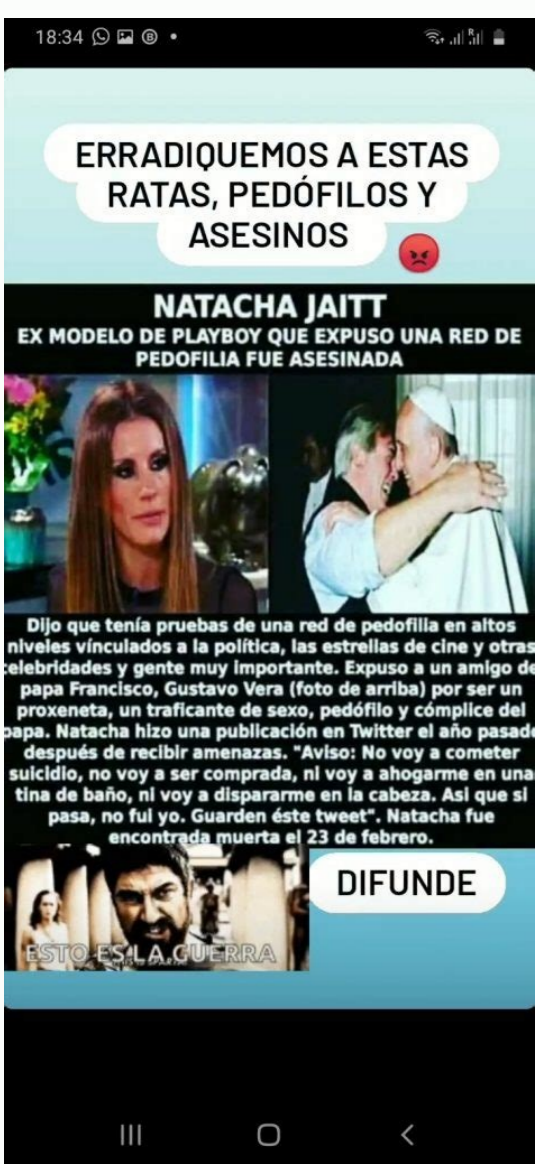 18:34
ERRADIQUEMOS A ESTAS
RATAS, PEDÓFILOS Y
ASESINOS
NATACHA JAITT
EX MODELO DE PLAYBOY QUE EXPUSO UNA RED DE
PEDOFILIA FUE ASESINADA
Dijo que tenía pruebas de una red de pedofilia en altos
niveles vínculados a la política, las estrellas de cine y otras
celebridades y gente muy importante. Expuso a un amigo de
papa Francisco, Gustavo Vera (foto de arriba) por ser un
proxeneta, un traficante de sexo, pedófilo y cómplice del
papa. Natacha hizo una publicación en Twitter el año pasado
después de recibir amenazas. "Aviso: No voy a cometer
suicidio, no voy a ser comprada, ni voy a ahogarme en una
tina de baño, ni voy a dispararme en la cabeza. Asi que si
pasa, no fui yo. Guarden éste tweet". Natacha fue
encontrada muerta el 23 de febrero.
DIFUNDE
ESTO ES LA GUERRA